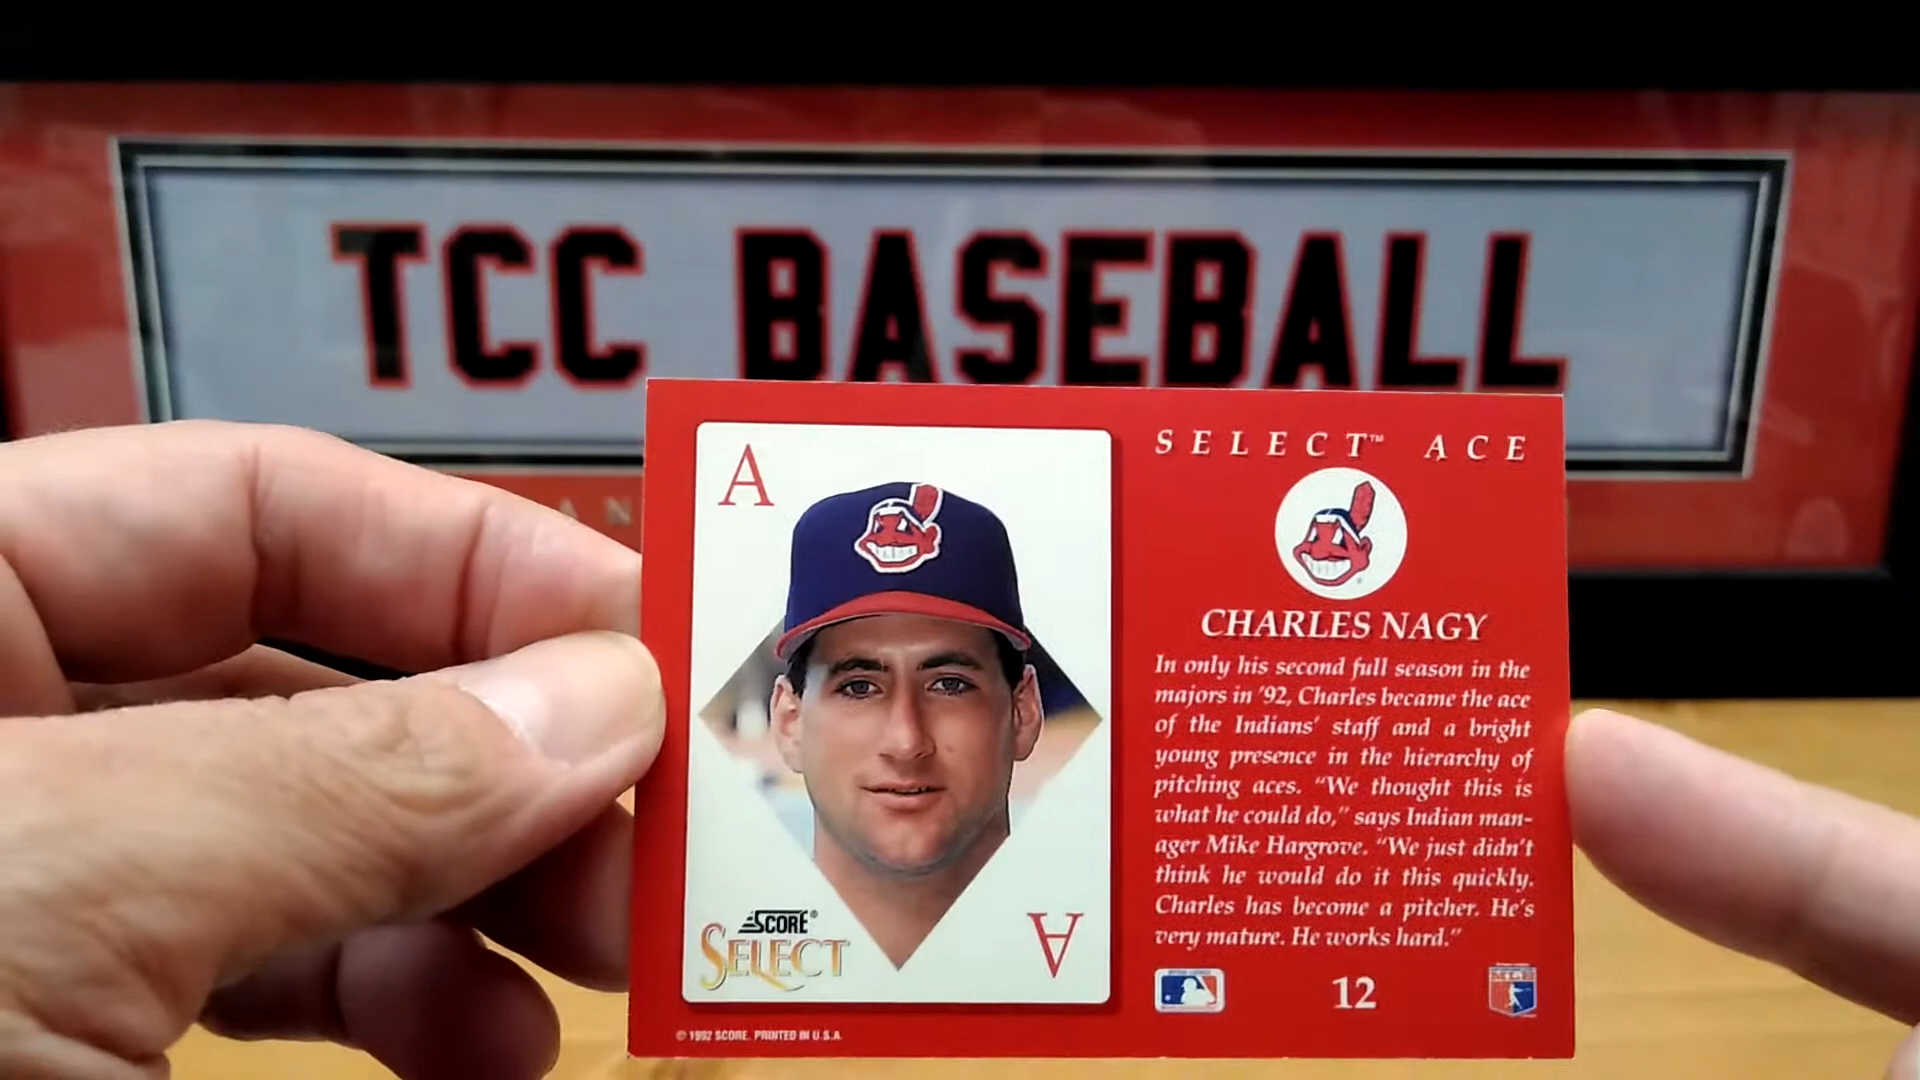 TCC BASEBALL
A N
A
SELECT™ ACE
CHARLES NAGY
In only his second full season in the
majors in '92, Charles became the ace
of the Indians' staff and a bright
young presence in the hierarchy of
pitching aces. "We thought this is
what he could do," says Indian man-
ager Mike Hargrove. "We just didn't
think he would do it this quickly.
Charles has become a pitcher. He's
very mature. He works hard."
SCORE®
SELECT
A
12
© 1992 SCORE. PRINTED IN U.S.A.